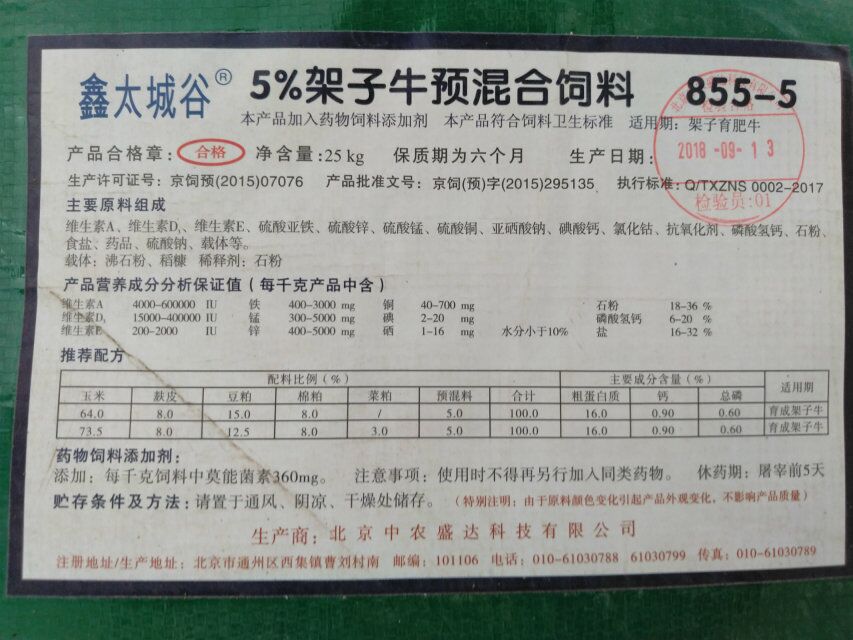 鑫太城谷® 5%架子牛预混合饲料 855-5
本产品加入药物饲料添加剂 本产品符合饲料卫生标准 适用期：架子育肥牛
产品合格章：合格 净含量：25kg 保质期为六个月 生产日期：2018-09-13
生产许可证号：京饲预(2015)07076 产品批准文号：京饲(预)字(2015)295135 执行标准：Q/TXZNS 0002-2017
检验员：01
主要原料组成
维生素A、维生素D₃、维生素E、硫酸亚铁、硫酸锌、硫酸锰、硫酸铜、亚硒酸钠、碘酸钙、氯化钴、抗氧化剂、磷酸氢钙、石粉、
食盐、药品、硫酸钠、载体等。
载体：沸石粉、稻糠 稀释剂：石粉
产品营养成分分析保证值（每千克产品中含）
维生素A 4000-600000 IU 铁 400-3000 mg 铜 40-700 mg 石粉 18-36 %
维生素D₃ 15000-400000 IU 锰 300-5000 mg 碘 2-20 mg 磷酸氢钙 6-20 %
维生素E 200-2000 IU 锌 400-5000 mg 硒 1-16 mg 水分小于10% 盐 16-32 %
推荐配方
配料比例（%） 主要成分含量（%） 适用期
玉米 麸皮 豆粕 棉粕 菜粕 预混料 合计 粗蛋白质 钙 总磷
64.0 8.0 15.0 8.0 / 5.0 100.0 16.0 0.90 0.60 育成架子牛
73.5 8.0 12.5 8.0 3.0 5.0 100.0 16.0 0.90 0.60 育成架子牛
药物饲料添加剂：
添加：每千克饲料中莫能菌素360mg。 注意事项：使用时不得再另行加入同类药物。 休药期：屠宰前5天
贮存条件及方法：请置于通风、阴凉、干燥处储存。（特别注明：由于原料颜色变化引起产品外观变化，不影响产品质量）
生产商：北京中农盛达科技有限公司
注册地址/生产地址：北京市通州区西集镇曹刘村南 邮编：101106 电话：010-61030788 61030799 传真：010-61030789